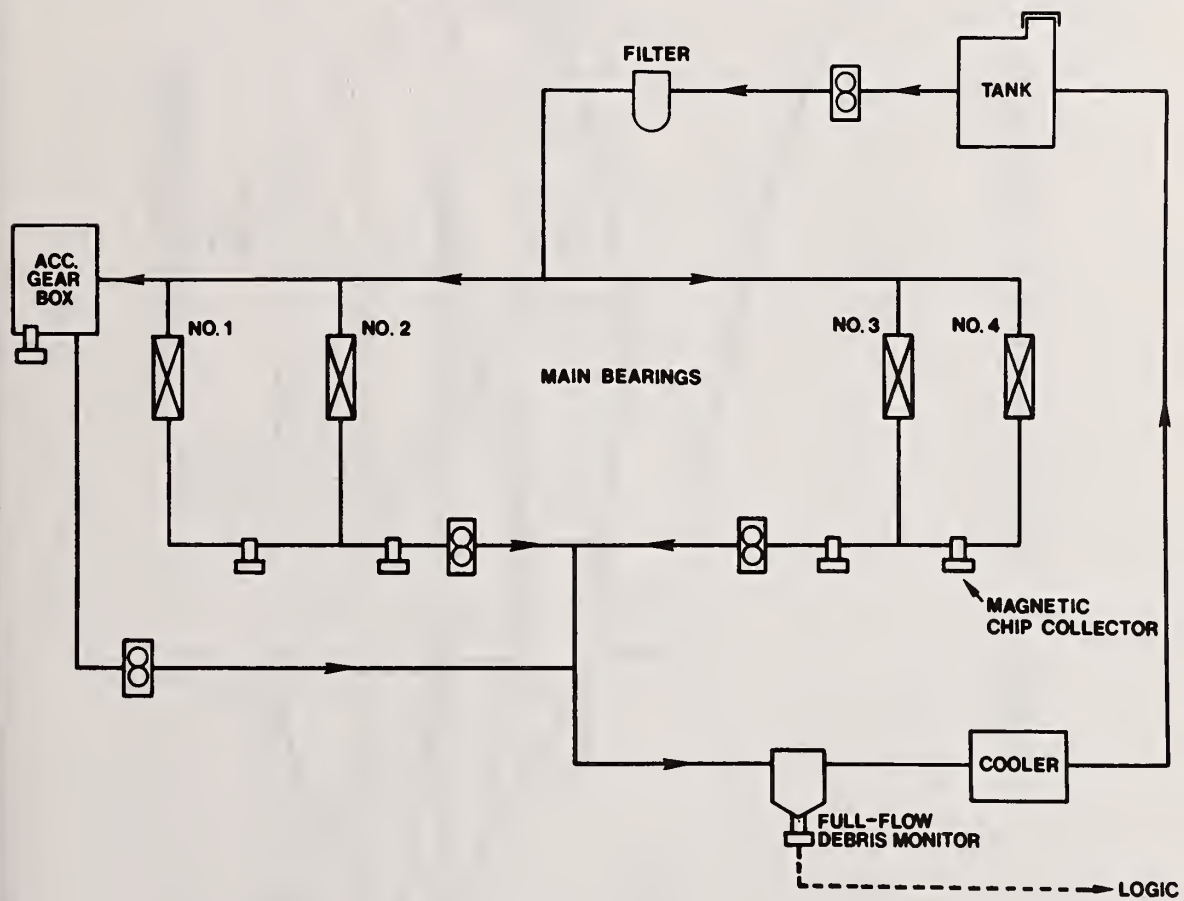 FILTER
TANK
ACC.
GEAR
BOX
NO. 1
NO. 2
NO. 3
NO. 4
MAIN BEARINGS
MAGNETIC
CHIP COLLECTOR
COOLER
FULL-FLOW
DEBRIS MONITOR
LOGIC